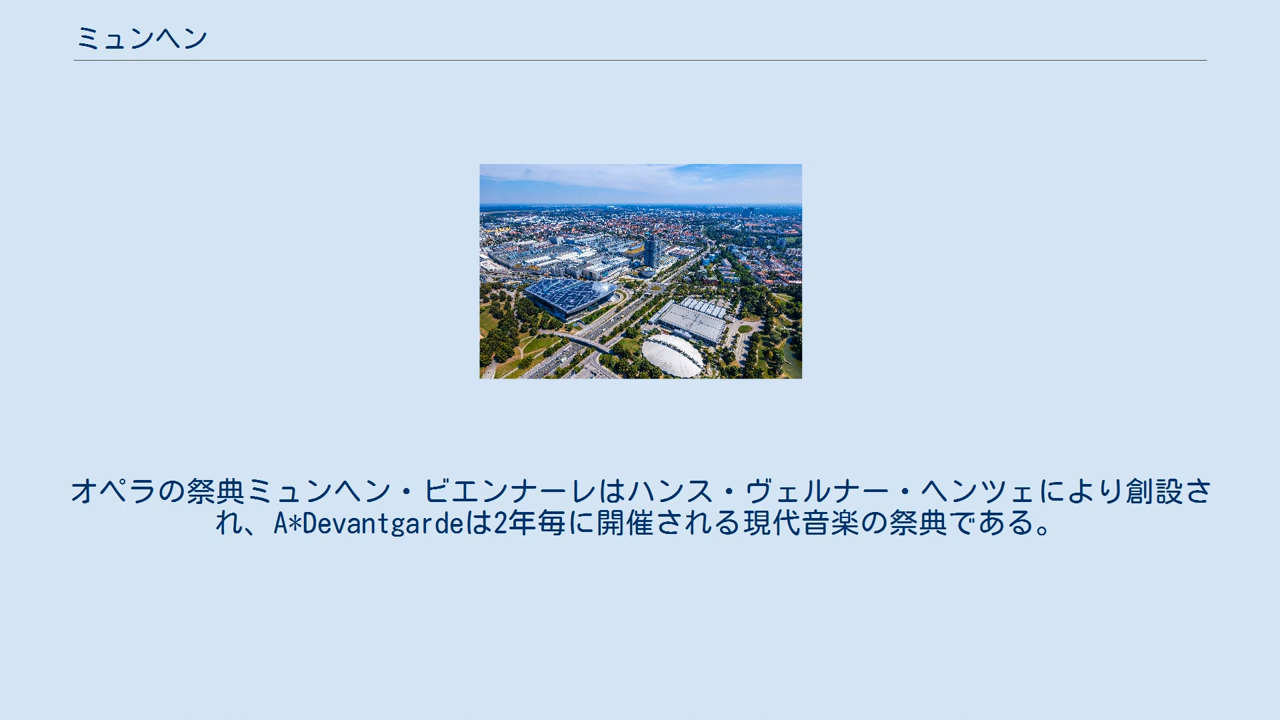 ミュンヘン
オペラの祭典ミュンヘン・ビエンナーレはハンス・ヴェルナー・ヘンツェにより創設さ
れ、A*Devantgardeは2年毎に開催される現代音楽の祭典である。